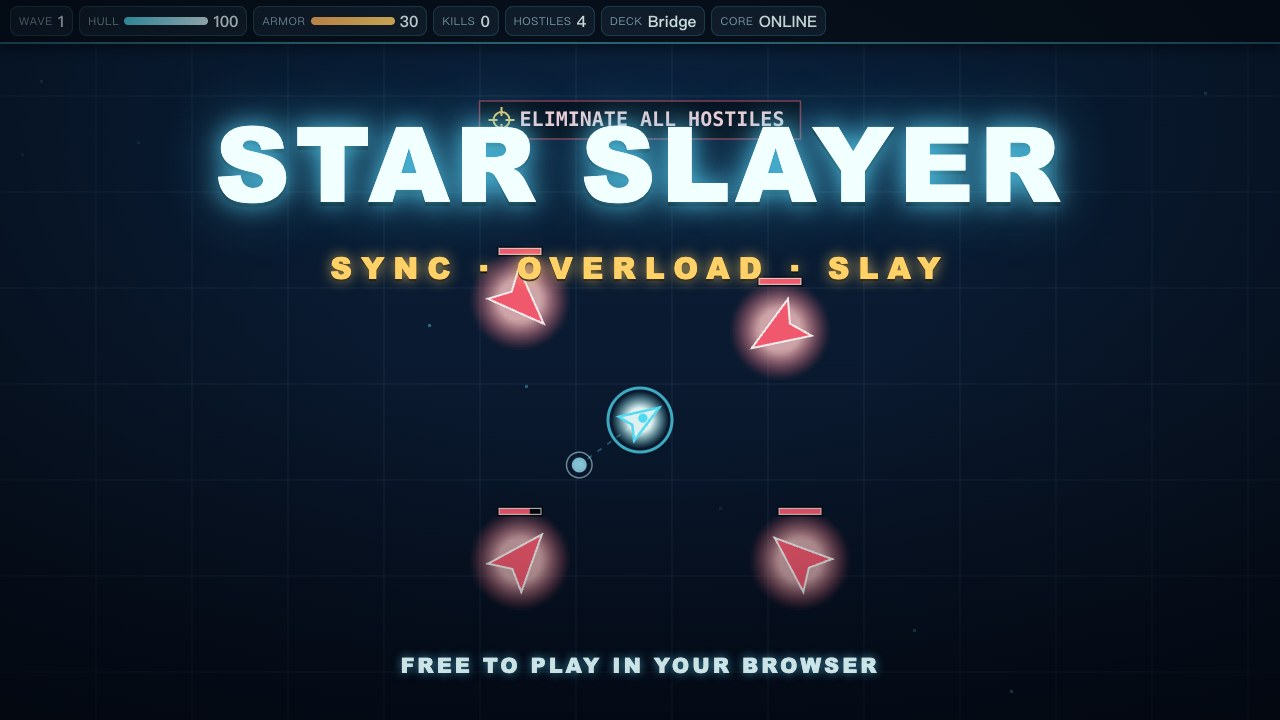 WAVE 1 HULL 100 ARMOR 30 KILLS 0 HOSTILES 4 DECK Bridge CORE ONLINE
ELIMINATE ALL HOSTILES
STAR SLAYER
SYNC · OVERLOAD · SLAY
FREE TO PLAY IN YOUR BROWSER